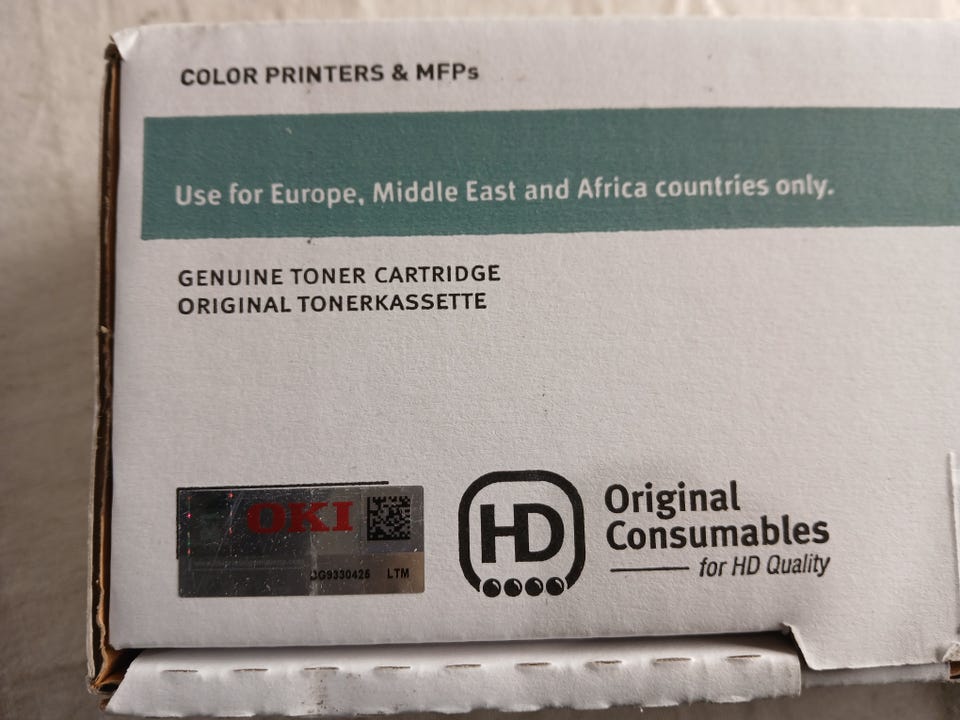 COLOR PRINTERS & MFPs
Use for Europe, Middle East and Africa countries only.
GENUINE TONER CARTRIDGE
ORIGINAL TONERKASSETTE
OKI
LTM
HD
Original
Consumables
for HD Quality